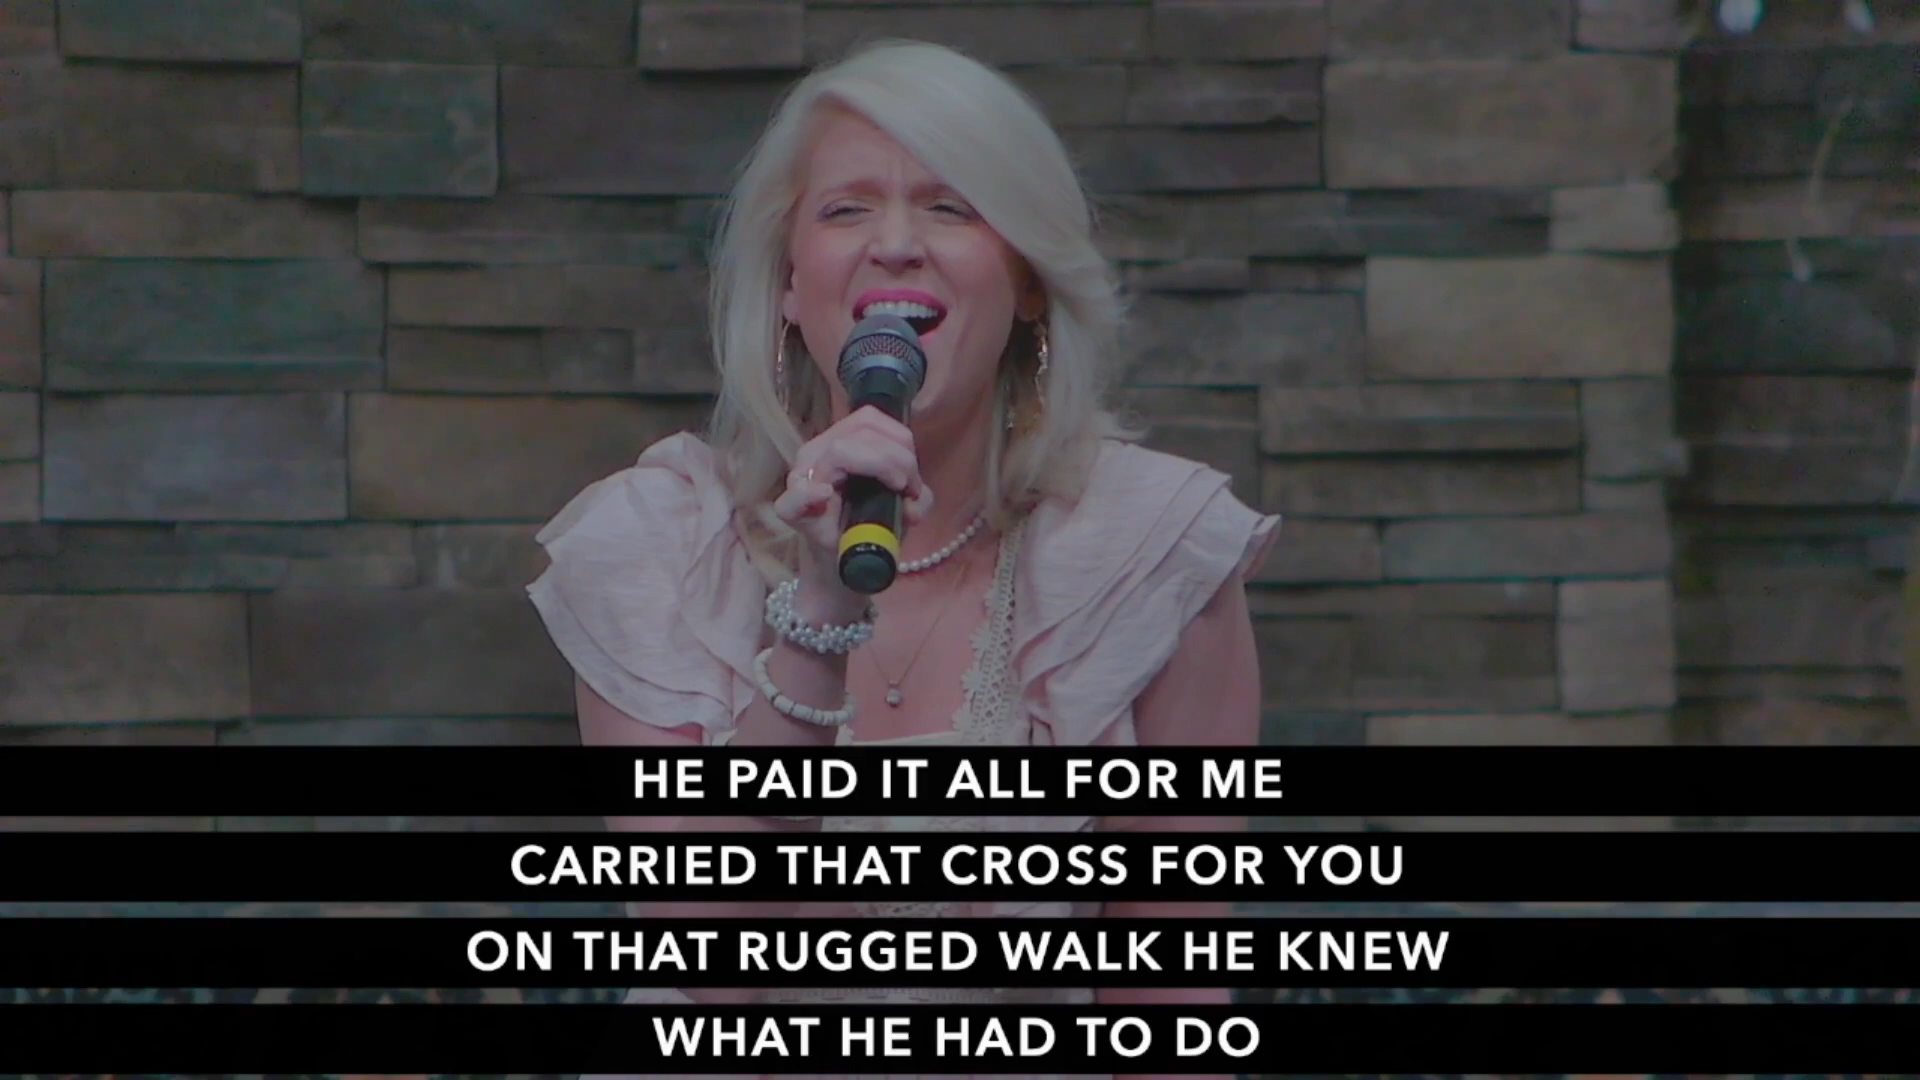 HE PAID IT ALL FOR ME
CARRIED THAT CROSS FOR YOU
ON THAT RUGGED WALK HE KNEW
WHAT HE HAD TO DO